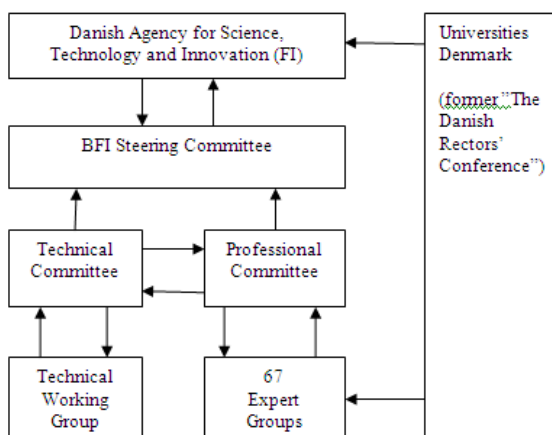 Danish Agency for Science,
Technology and Innovation (FI)
Universities
Denmark
(former”The
Danish
Rectors’
Conference”)
BFI Steering Committee
Technical
Committee
Professional
Committee
Technical
Working
Group
67
Expert
Groups